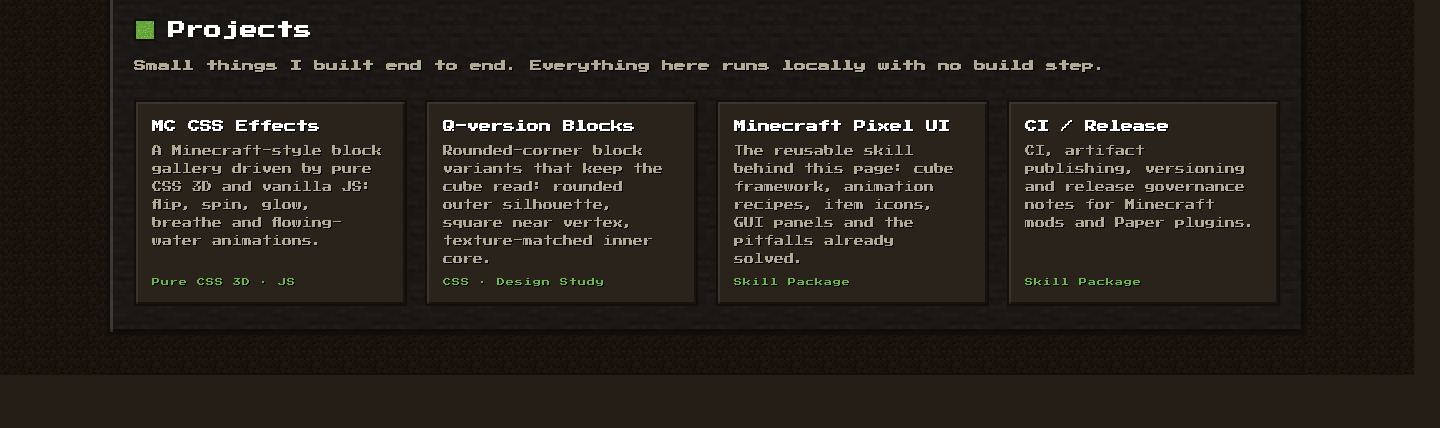 Projects
Small things I built end to end. Everything here runs locally with no build step.
MC CSS Effects
A Minecraft-style block
gallery driven by pure
CSS 3D and vanilla JS:
flip, spin, glow,
breathe and flowing-
water animations.
Pure CSS 3D · JS
Q-version Blocks
Rounded-corner block
variants that keep the
cube read: rounded
outer silhouette,
square near vertex,
texture-matched inner
core.
CSS · Design Study
Minecraft Pixel UI
The reusable skill
behind this page: cube
framework, animation
recipes, item icons,
GUI panels and the
pitfalls already
solved.
Skill Package
CI / Release
CI, artifact
publishing, versioning
and release governance
notes for Minecraft
mods and Paper plugins.
Skill Package